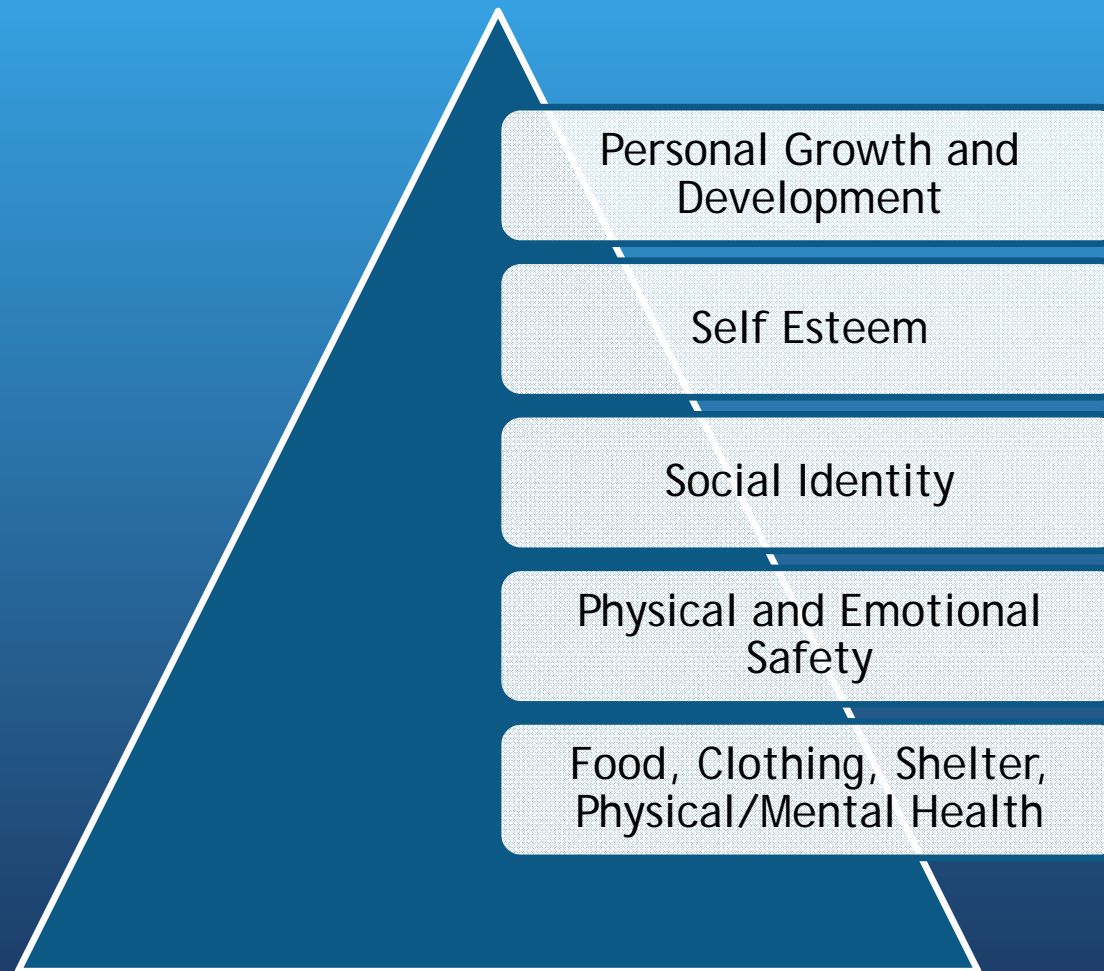 Personal Growth and
Development
Self Esteem
Social Identity
Physical and Emotional
Safety
Food, Clothing, Shelter,
Physical/Mental Health